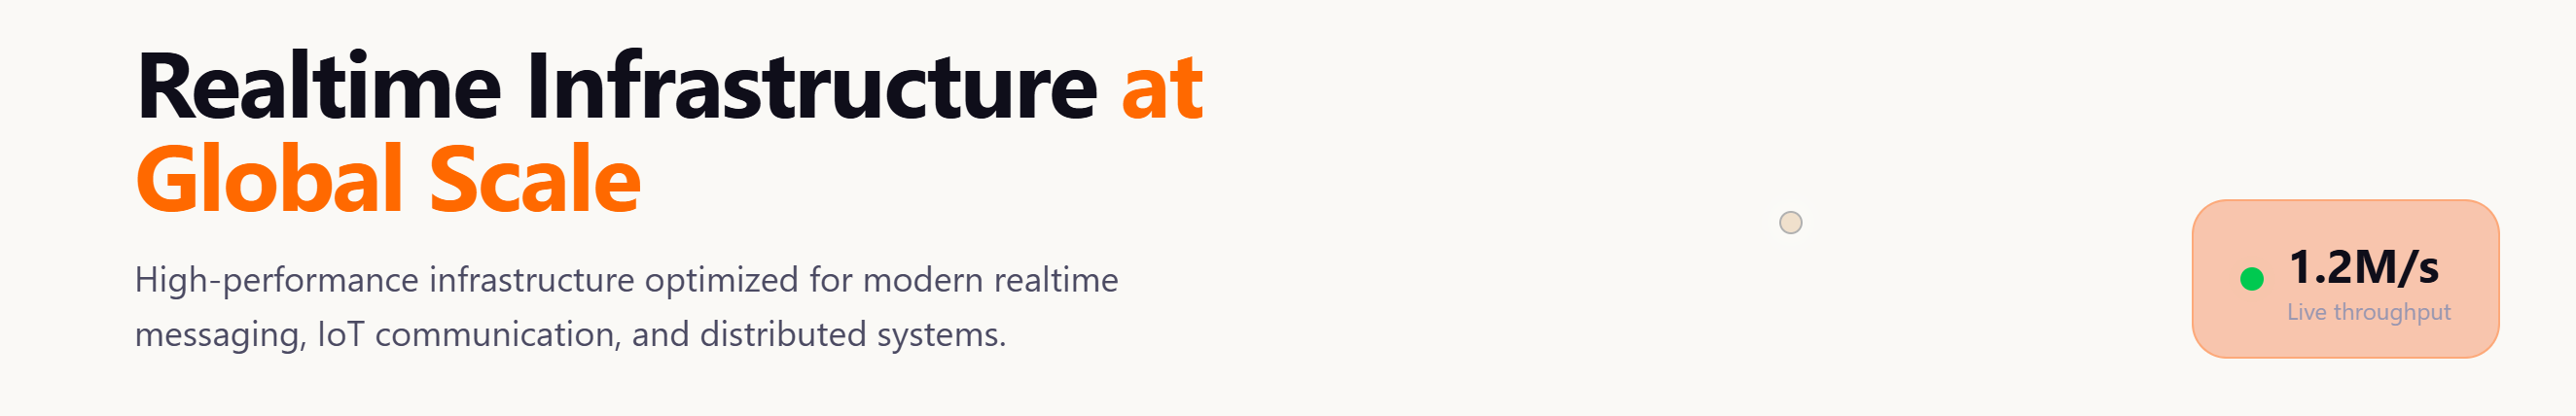 Realtime Infrastructure at
Global Scale
High-performance infrastructure optimized for modern realtime
messaging, IoT communication, and distributed systems.
1.2M/s
Live throughput